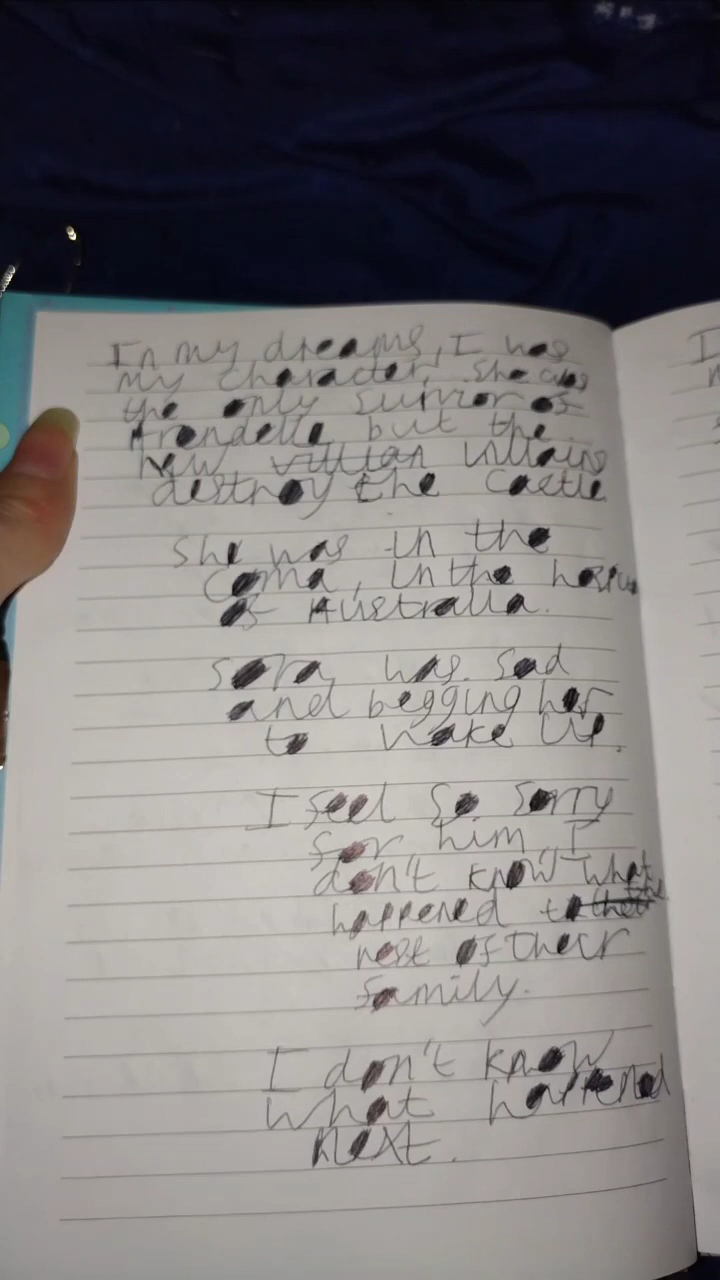 In my dreams, I was
my character, she was
the only survior of
Arendelle but the
new villian villains
destroy the castle
She was in the
coma, in the
of Australia.
Sora was sad
and begging her
to wake up.
I feel so sorry
for him, I
don't know what
happened to their the
rest of their
family.
I don't know
what happened
next.
I